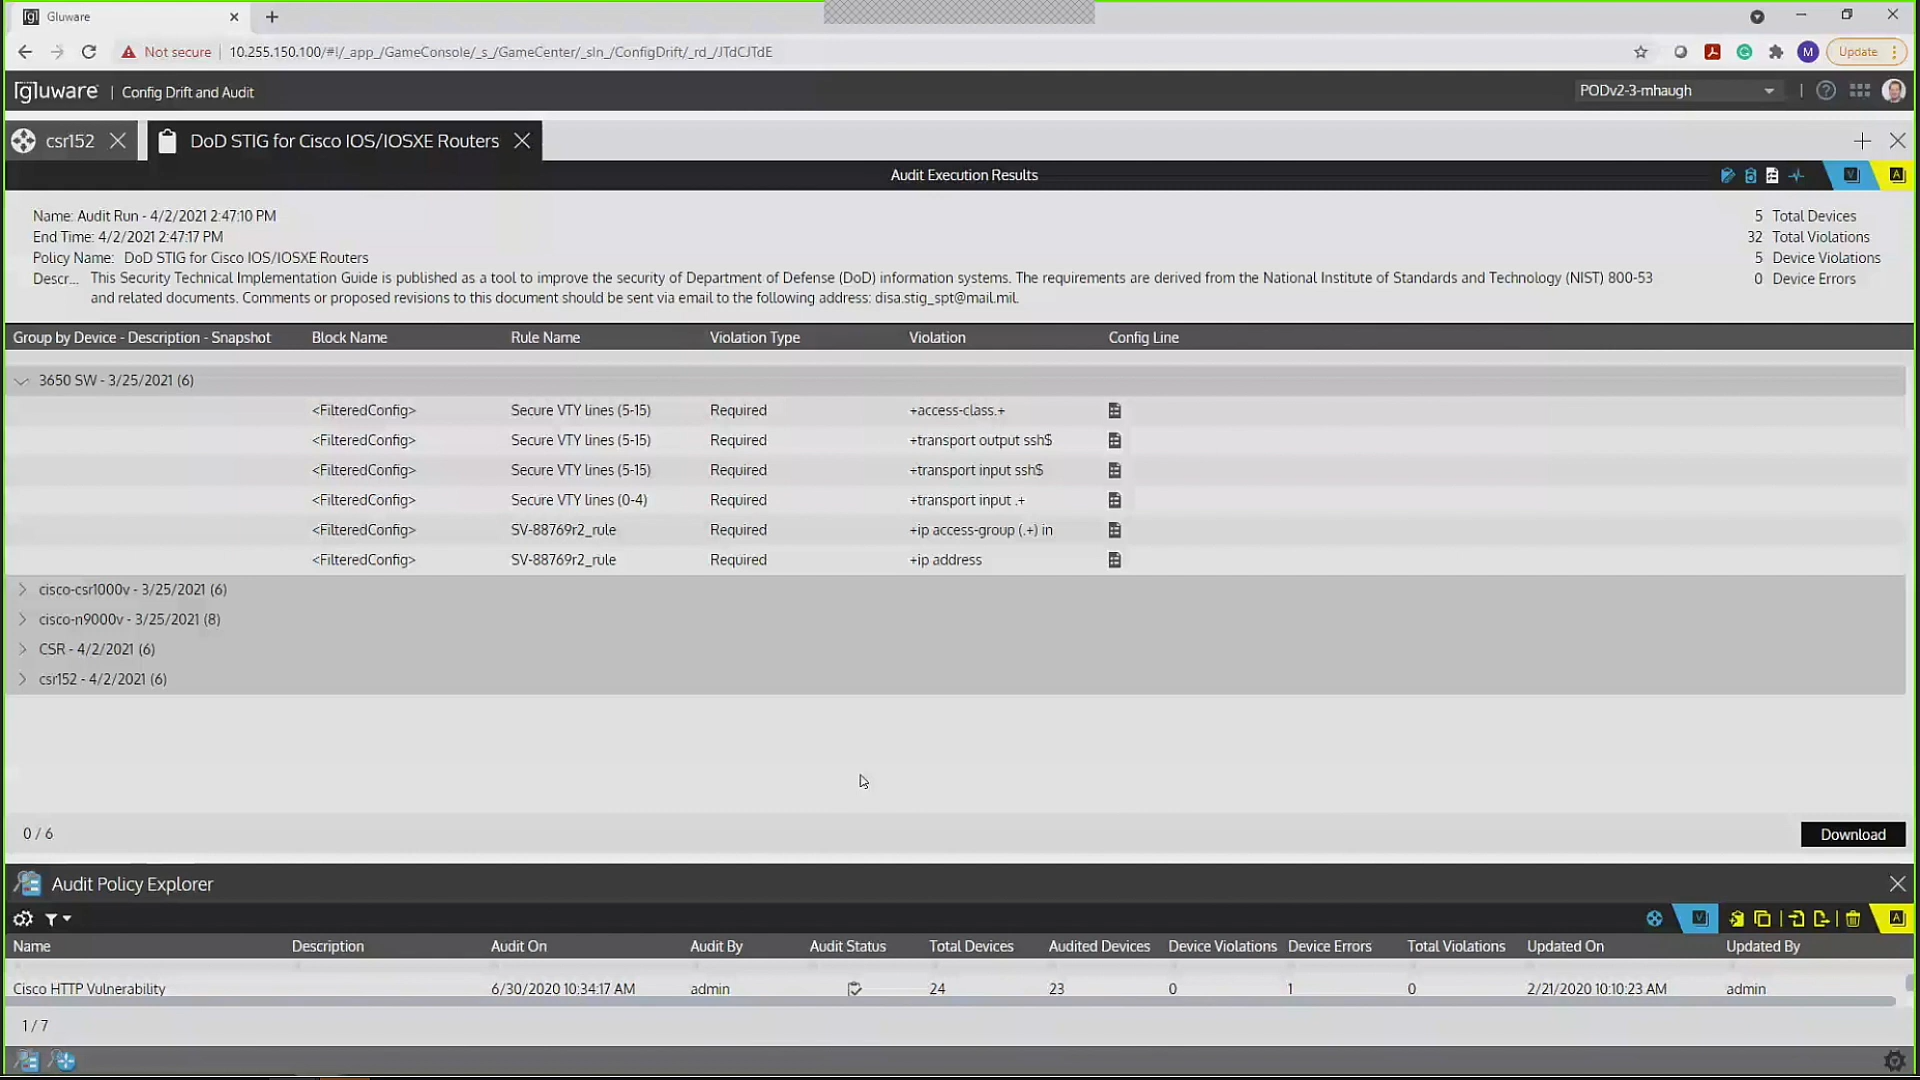 Gluware
Not secure
10.255.150.100/#!/_app_/GameConsole/_s_/GameCenter/_sln_/ConfigDrift/_rd_/JTdCJTdE
M
Update
[gluware | Config Drift and Audit
PODv2-3-mhaugh
csr152
DoD STIG for Cisco IOS/IOSXE Routers
Audit Execution Results
V
A
Name: Audit Run - 4/2/2021 2:47:10 PM
End Time: 4/2/2021 2:47:17 PM
Policy Name: DoD STIG for Cisco IOS/IOSXE Routers
Descr... This Security Technical Implementation Guide is published as a tool to improve the security of Department of Defense (DoD) information systems. The requirements are derived from the National Institute of Standards and Technology (NIST) 800-53
and related documents. Comments or proposed revisions to this document should be sent via email to the following address: disa.stig_spt@mail.mil.
5 Total Devices
32 Total Violations
5 Device Violations
0 Device Errors
Group by Device - Description - Snapshot Block Name Rule Name Violation Type Violation Config Line
3650 SW - 3/25/2021 (6)
<FilteredConfig> Secure VTY lines (5-15) Required +access-class.+
<FilteredConfig> Secure VTY lines (5-15) Required +transport output ssh$
<FilteredConfig> Secure VTY lines (5-15) Required +transport input ssh$
<FilteredConfig> Secure VTY lines (0-4) Required +transport input .+
<FilteredConfig> SV-88769r2_rule Required +ip access-group (.+) in
<FilteredConfig> SV-88769r2_rule Required +ip address
cisco-csr1000v - 3/25/2021 (6)
cisco-n9000v - 3/25/2021 (8)
CSR - 4/2/2021 (6)
csr152 - 4/2/2021 (6)
0 / 6
Download
Audit Policy Explorer
V
A
Name Description Audit On Audit By Audit Status Total Devices Audited Devices Device Violations Device Errors Total Violations Updated On Updated By
Cisco HTTP Vulnerability 6/30/2020 10:34:17 AM admin 24 23 0 1 0 2/21/2020 10:10:23 AM admin
1 / 7